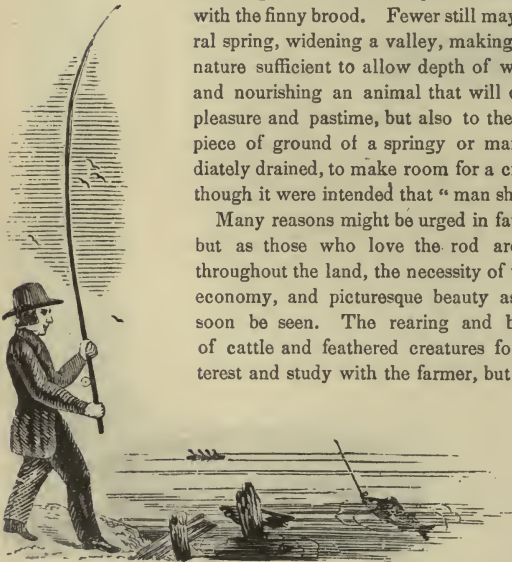 with the finny brood. Fewer still may
ral spring, widening a valley, making
nature sufficient to allow depth of w
and nourishing an animal that will
pleasure and pastime, but also to the
piece of ground of a springy or mar
diately drained, to make room for a c
though it were intended that “ man sh
Many reasons might be urged in fa
but as those who love the rod ar
throughout the land, the necessity of
economy, and picturesque beauty as
soon be seen. The rearing and b
of cattle and feathered creatures fo
terest and study with the farmer, but